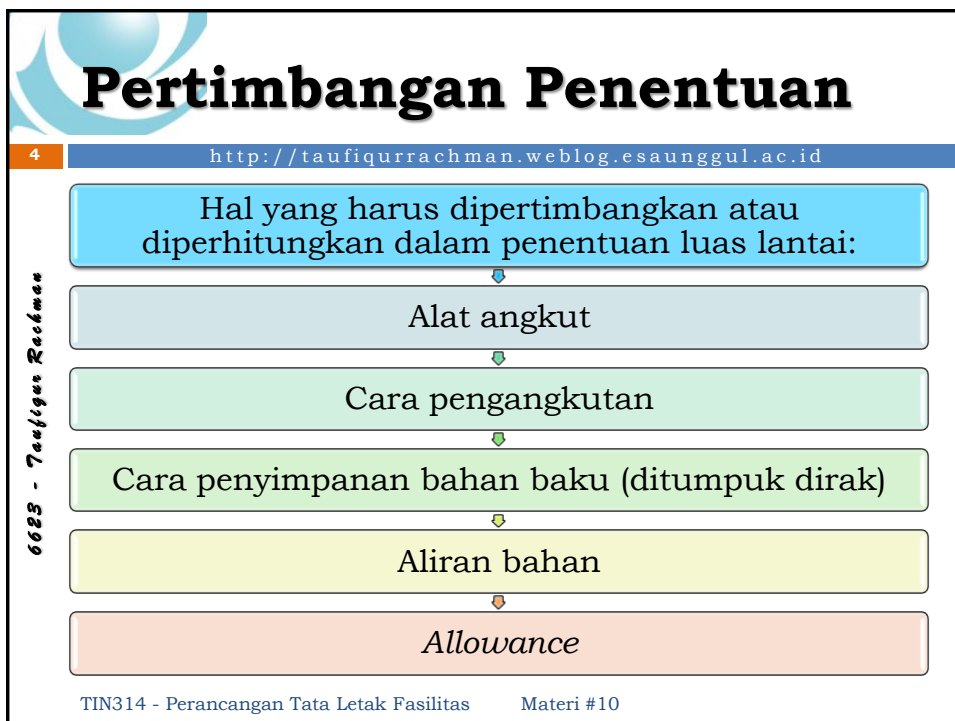 Pertimbangan Penentuan
4
http://taufiqurrachman.weblog.esaunggul.ac.id
Hal yang harus dipertimbangkan atau
diperhitungkan dalam penentuan luas lantai:
Alat angkut
Cara pengangkutan
Cara penyimpanan bahan baku (ditumpuk dirak)
Aliran bahan
Allowance
6623 - Taufiqur Rachman
TIN314 - Perancangan Tata Letak Fasilitas Materi #10